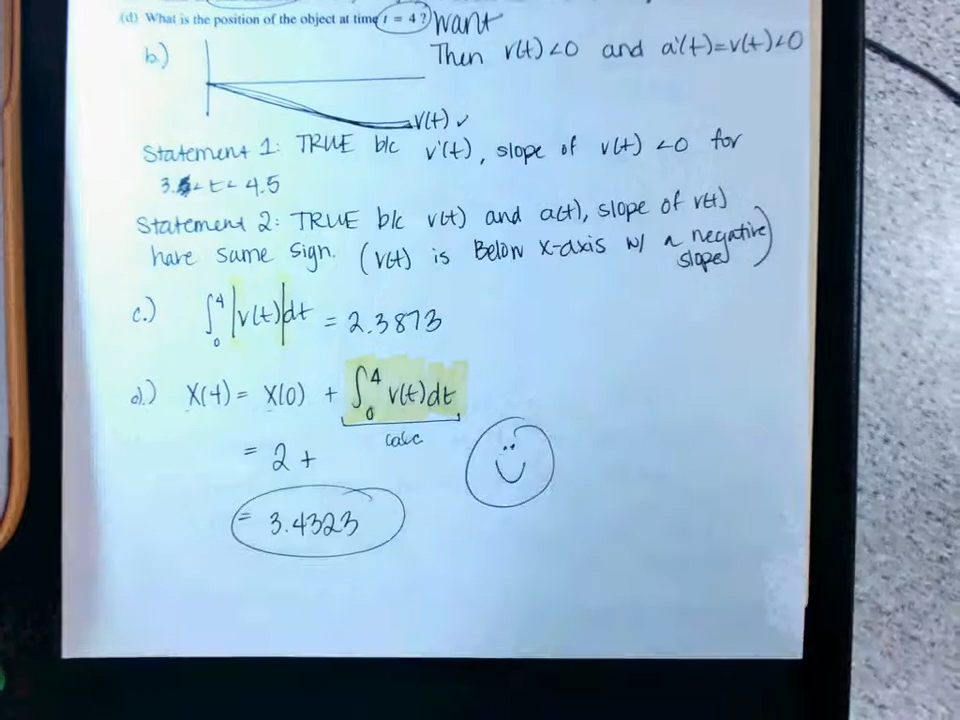 (d) What is the position of the object at time t = 4? want
Then v(t) <0 and a'(t)=v(t)<0
b.)
v(t) ✓
Statement 1: TRUE b/c v'(t), slope of v(t) <0 for
3.5< t < 4.5
Statement 2: TRUE b/c v(t) and a(t), slope of v(t)
have same sign. (v(t) is Below x-axis w/ a negative slope)
c.) ∫₀⁴ |v(t)|dt = 2.3873
d.) X(4) = X(0) + ∫₀⁴ v(t)dt
calc
= 2 +
= 3.4323